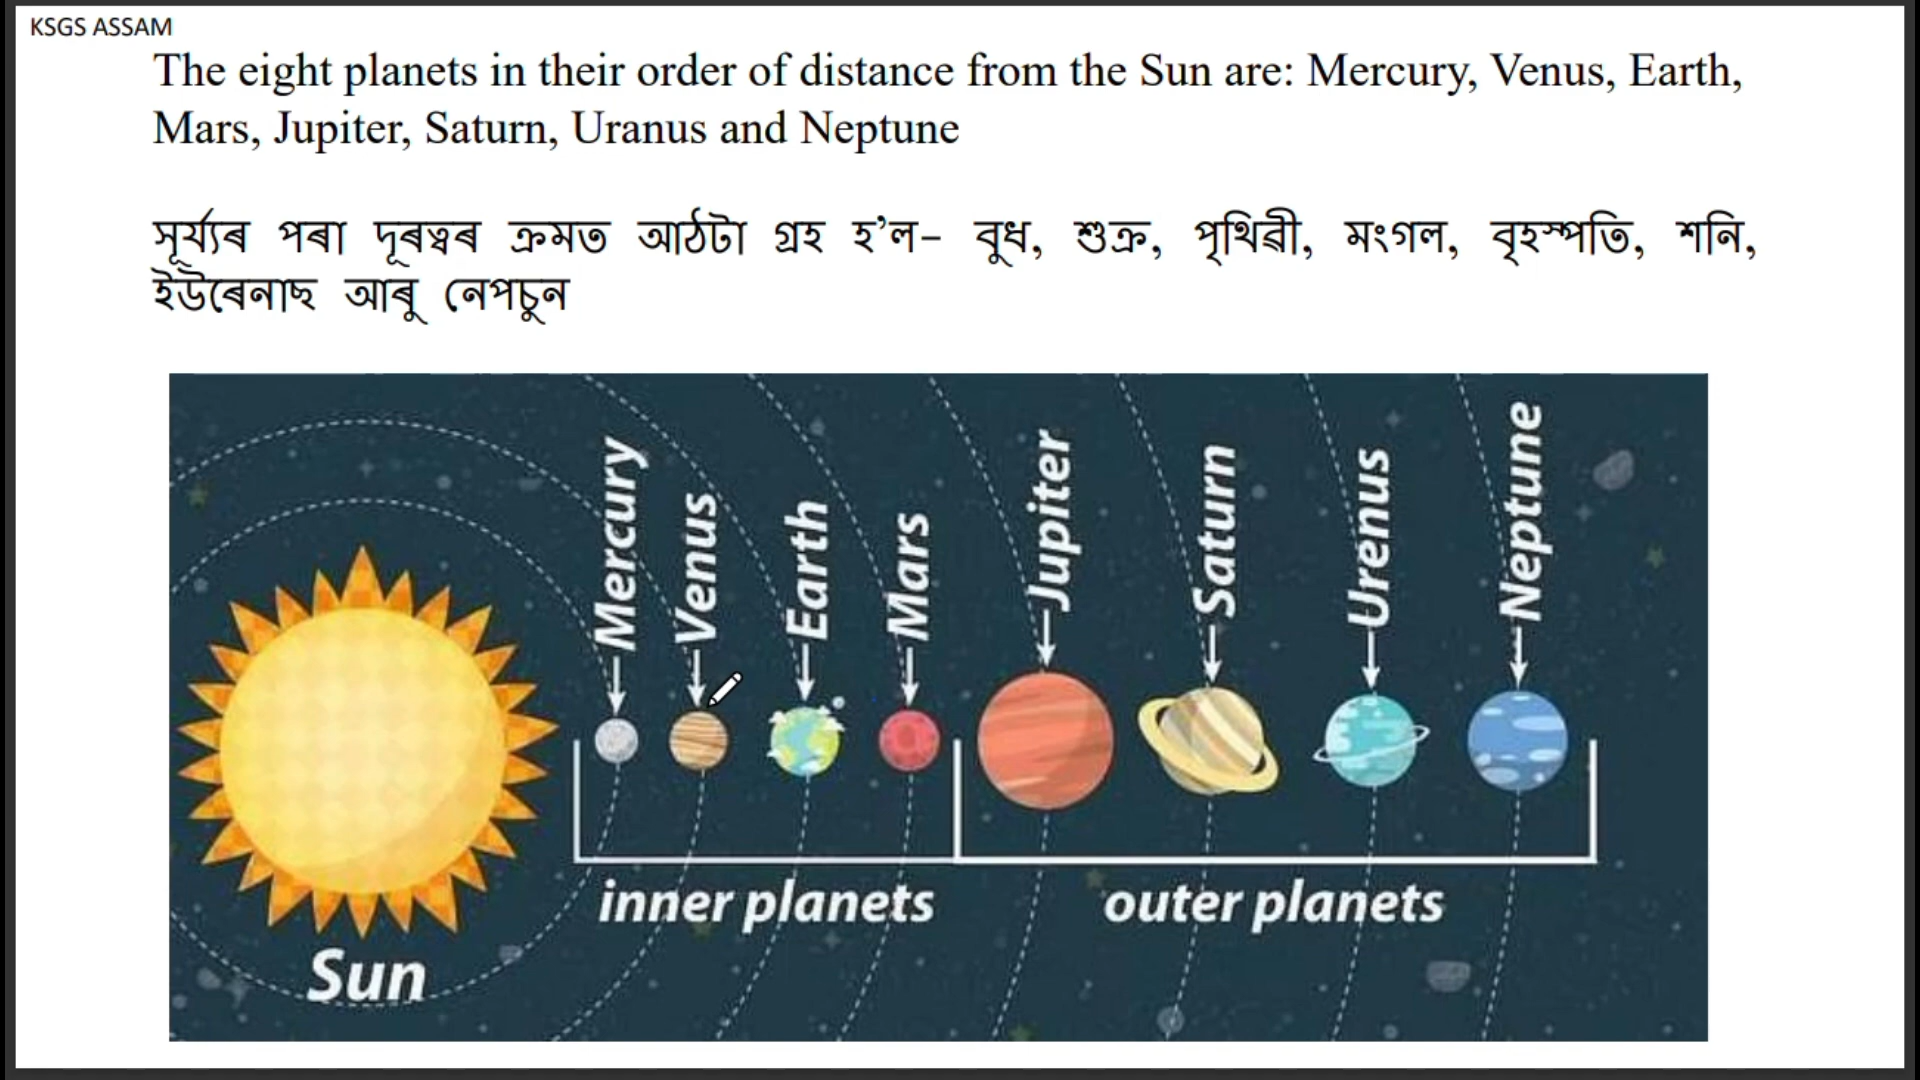 KSGS ASSAM
The eight planets in their order of distance from the Sun are: Mercury, Venus, Earth,
Mars, Jupiter, Saturn, Uranus and Neptune
সূৰ্য্যৰ পৰা দূৰত্বৰ ক্ৰমত আঠটা গ্ৰহ হ’ল– বুধ, শুক্ৰ, পৃথিৱী, মংগল, বৃহস্পতি, শনি,
ইউৰেনাছ আৰু নেপচুন
Mercury
Venus
Earth
Mars
Jupiter
Saturn
Urenus
Neptune
inner planets
outer planets
Sun